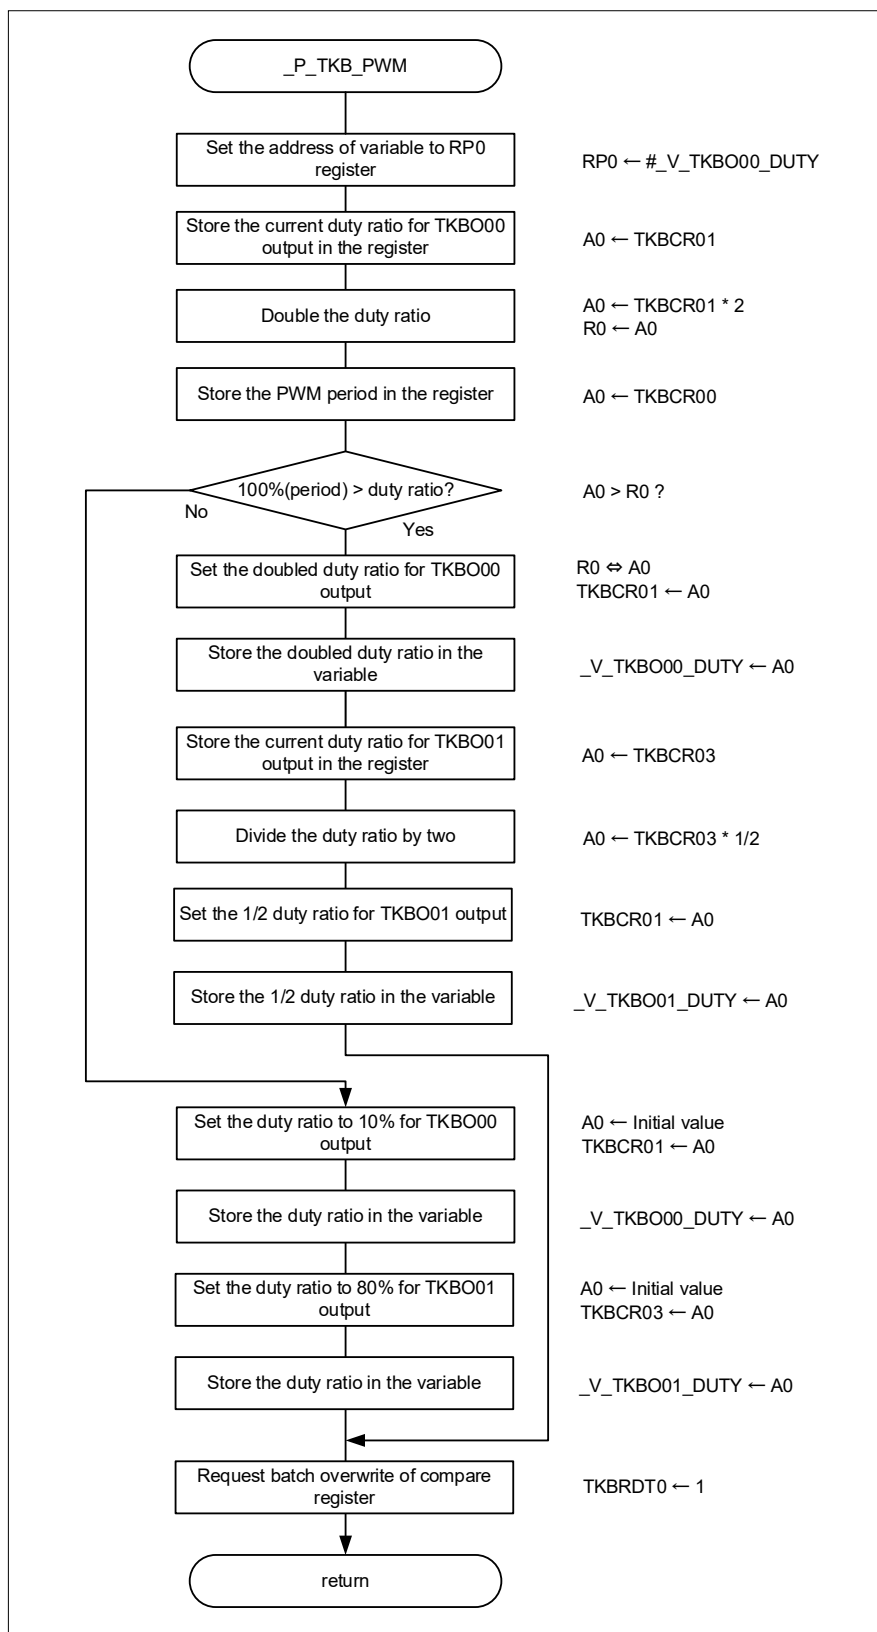 _P_TKB_PWM
Set the address of variable to RP0
register
RP0 ← #_V_TKBO00_DUTY
Store the current duty ratio for TKBO00
output in the register
A0 ← TKBCR01
Double the duty ratio
A0 ← TKBCR01 * 2
R0 ← A0
Store the PWM period in the register
A0 ← TKBCR00
100%(period) > duty ratio?
A0 > R0 ?
No
Yes
Set the doubled duty ratio for TKBO00
output
R0 ⇔ A0
TKBCR01 ← A0
Store the doubled duty ratio in the
variable
_V_TKBO00_DUTY ← A0
Store the current duty ratio for TKBO01
output in the register
A0 ← TKBCR03
Divide the duty ratio by two
A0 ← TKBCR03 * 1/2
Set the 1/2 duty ratio for TKBO01 output
TKBCR01 ← A0
Store the 1/2 duty ratio in the variable
_V_TKBO01_DUTY ← A0
Set the duty ratio to 10% for TKBO00
output
A0 ← Initial value
TKBCR01 ← A0
Store the duty ratio in the variable
_V_TKBO00_DUTY ← A0
Set the duty ratio to 80% for TKBO01
output
A0 ← Initial value
TKBCR03 ← A0
Store the duty ratio in the variable
_V_TKBO01_DUTY ← A0
Request batch overwrite of compare
register
TKBRDT0 ← 1
return